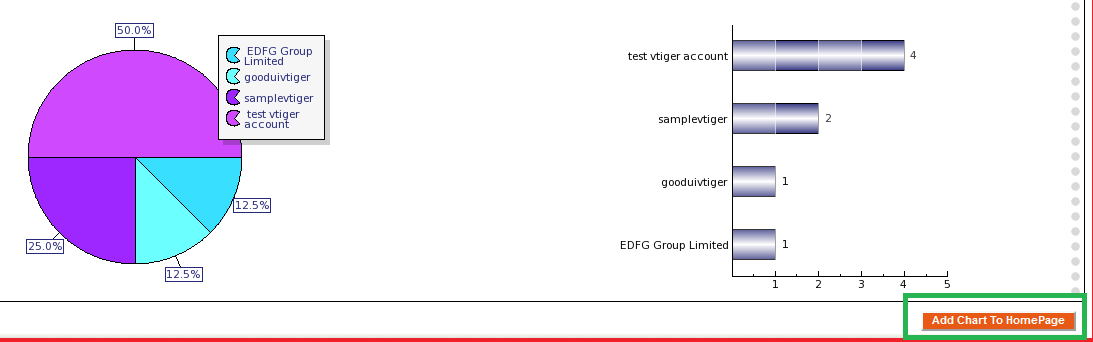 50.0%
EDFG Group
Limited
gooduivtiger
samplevtiger
test vtiger
account
12.5%
25.0%
12.5%
test vtiger account
4
samplevtiger
2
gooduivtiger
1
EDFG Group Limited
1
1 2 3 4 5
Add Chart To HomePage